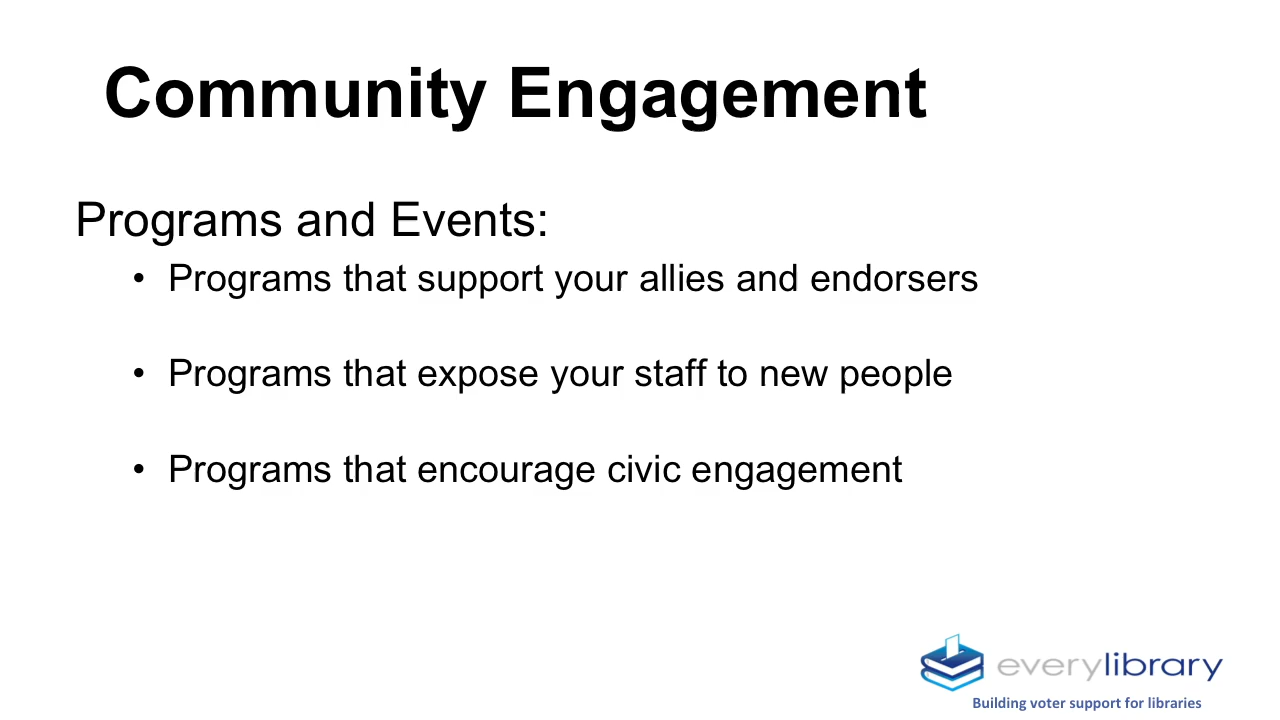 Community Engagement
Programs and Events:
• Programs that support your allies and endorsers
• Programs that expose your staff to new people
• Programs that encourage civic engagement
everylibrary
Building voter support for libraries